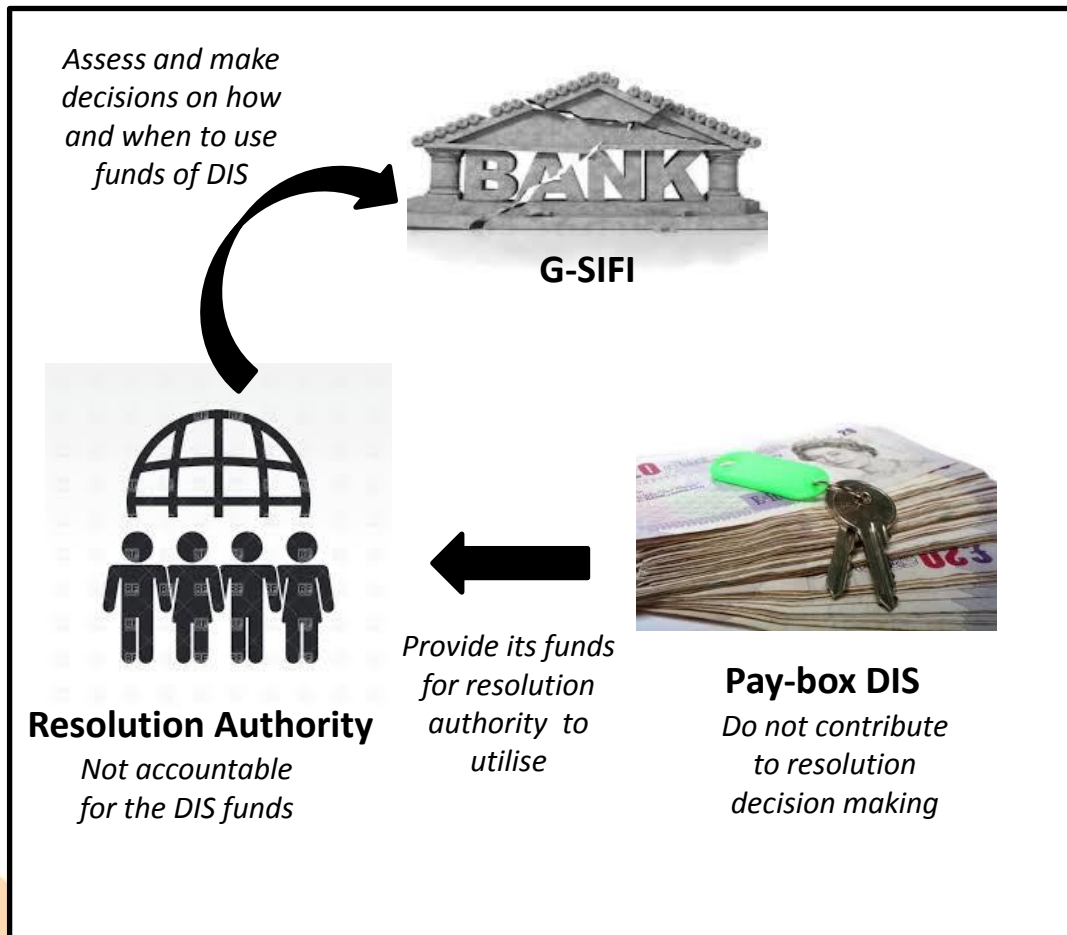 Assess and make
decisions on how
and when to use
funds of DIS
BANK
G-SIFI
Resolution Authority
Not accountable
for the DIS funds
Provide its funds
for resolution
authority to
utilise
£20
20
Pay-box DIS
Do not contribute
to resolution
decision making